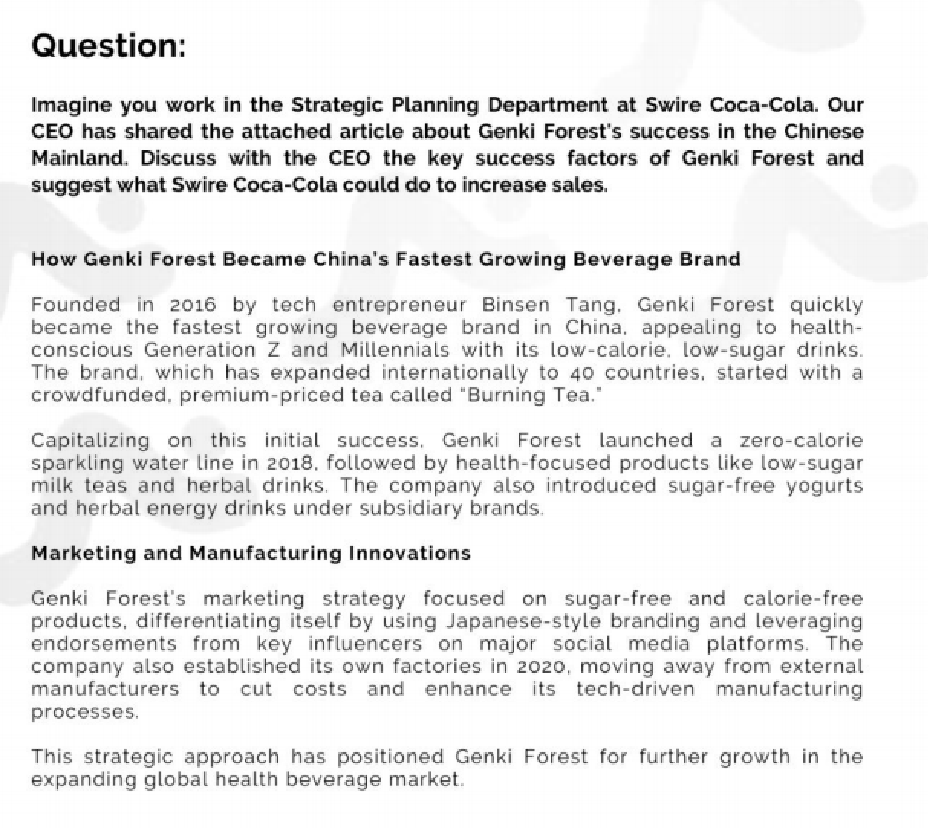 Question:
Imagine you work in the Strategic Planning Department at Swire Coca-Cola. Our
CEO has shared the attached article about Genki Forest's success in the Chinese
Mainland. Discuss with the CEO the key success factors of Genki Forest and
suggest what Swire Coca-Cola could do to increase sales.
How Genki Forest Became China's Fastest Growing Beverage Brand
Founded in 2016 by tech entrepreneur Binsen Tang, Genki Forest quickly
became the fastest growing beverage brand in China, appealing to health-
conscious Generation Z and Millennials with its low-calorie, low-sugar drinks.
The brand, which has expanded internationally to 40 countries, started with a
crowdfunded, premium-priced tea called "Burning Tea."
Capitalizing on this initial success, Genki Forest launched a zero-calorie
sparkling water line in 2018, followed by health-focused products like low-sugar
milk teas and herbal drinks. The company also introduced sugar-free yogurts
and herbal energy drinks under subsidiary brands.
Marketing and Manufacturing Innovations
Genki Forest's marketing strategy focused on sugar-free and calorie-free
products, differentiating itself by using Japanese-style branding and leveraging
endorsements from key influencers on major social media platforms. The
company also established its own factories in 2020, moving away from external
manufacturers to cut costs and enhance its tech-driven manufacturing
processes.
This strategic approach has positioned Genki Forest for further growth in the
expanding global health beverage market.